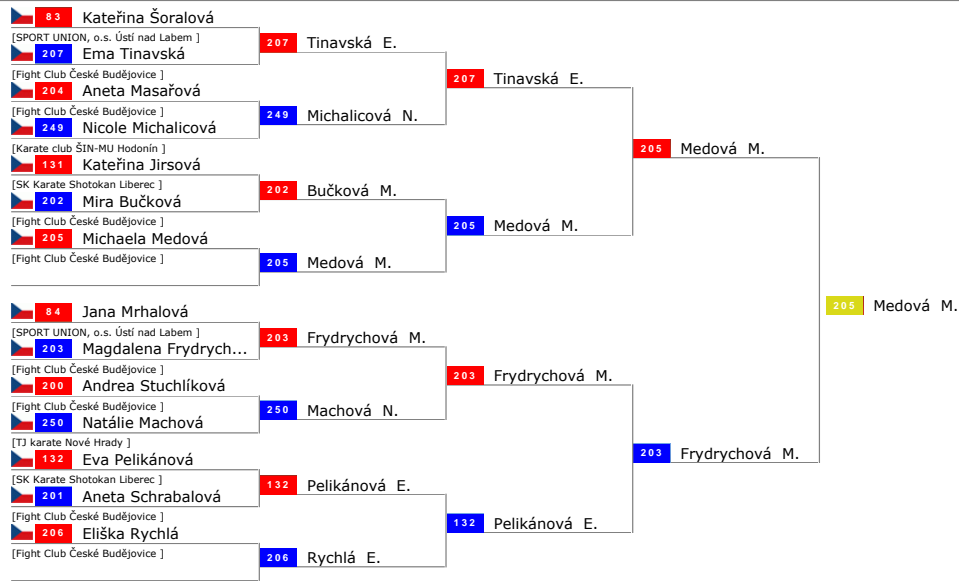 83 Kateřina Šoralová
[SPORT UNION, o.s. Ústí nad Labem ]
207 Ema Tinavská
[Fight Club České Budějovice ]
204 Aneta Masařová
[Fight Club České Budějovice ]
249 Nicole Michalicová
[Karate club ŠIN-MU Hodonín ]
131 Kateřina Jirsová
[SK Karate Shotokan Liberec ]
202 Mira Bučková
[Fight Club České Budějovice ]
205 Michaela Medová
[Fight Club České Budějovice ]
84 Jana Mrhalová
[SPORT UNION, o.s. Ústí nad Labem ]
203 Magdalena Frydrych...
[Fight Club České Budějovice ]
200 Andrea Stuchlíková
[Fight Club České Budějovice ]
250 Natálie Machová
[TJ karate Nové Hrady ]
132 Eva Pelikánová
[SK Karate Shotokan Liberec ]
201 Aneta Schrabalová
[Fight Club České Budějovice ]
206 Eliška Rychlá
[Fight Club České Budějovice ]
207 Tinavská E.
249 Michalicová N.
202 Bučková M.
205 Medová M.
203 Frydrychová M.
250 Machová N.
132 Pelikánová E.
206 Rychlá E.
207 Tinavská E.
205 Medová M.
203 Frydrychová M.
132 Pelikánová E.
205 Medová M.
203 Frydrychová M.
205 Medová M.